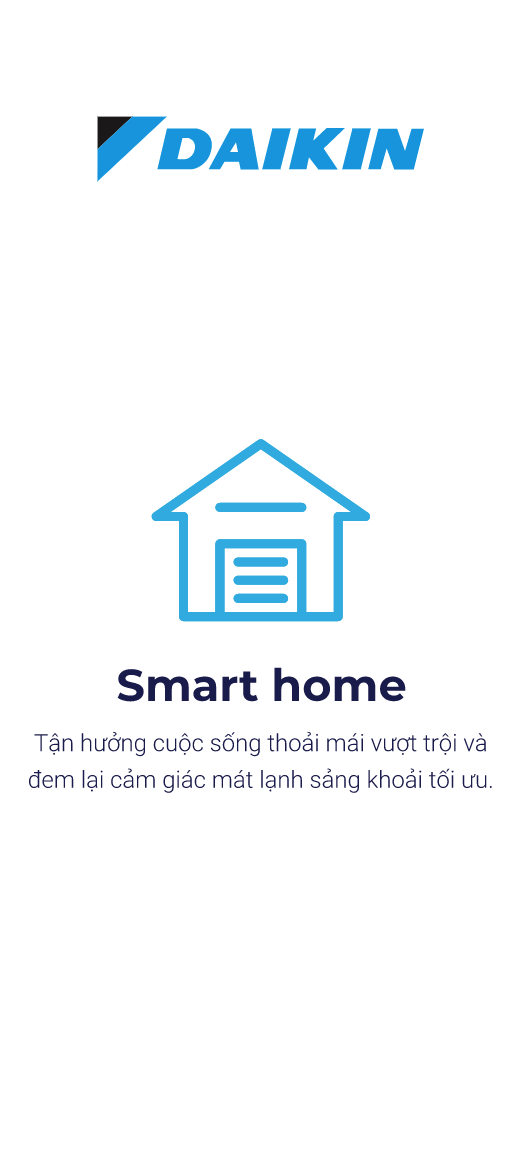 DAIKIN
Smart home
Tận hưởng cuộc sống thoải mái vượt trội và
đem lại cảm giác mát lạnh sảng khoải tối ưu.